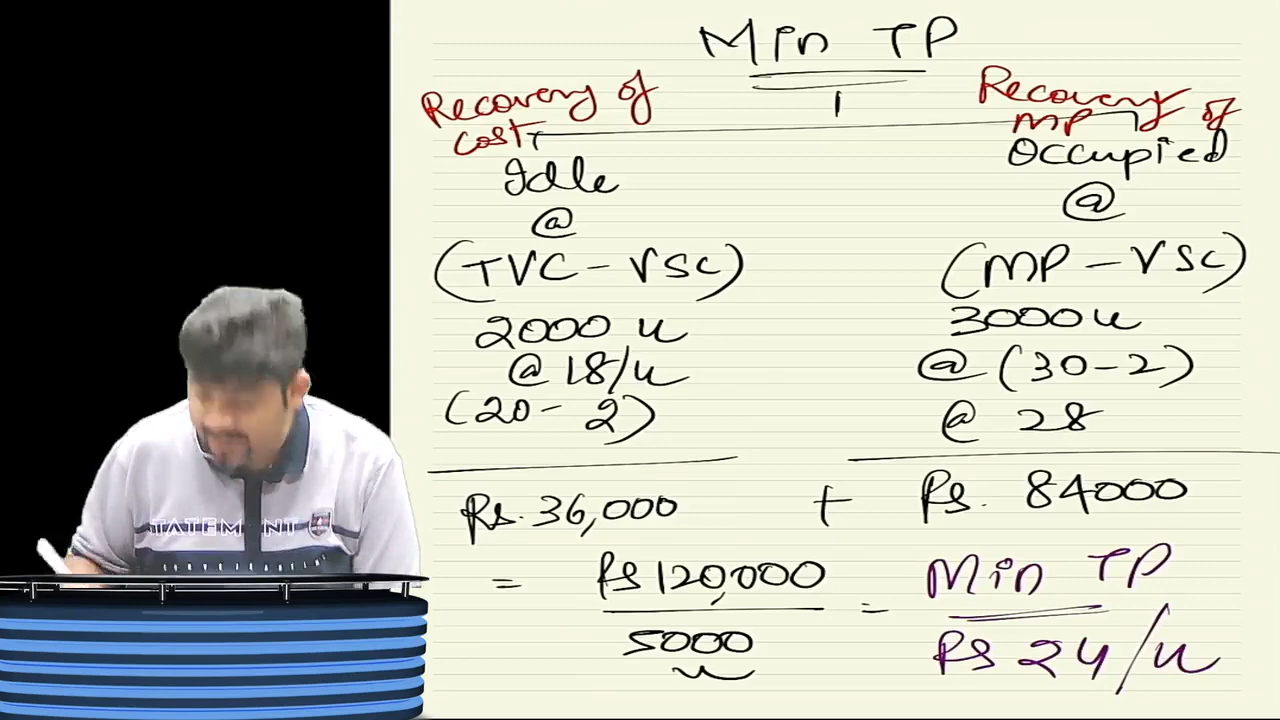 Min TP
Recovery of
cost
Idle
@
(TVC - VSC)
2000 u
@ 18/u
(20 - 2)
Rs. 36,000
Recovery of
MP
Occupied
@
(MP - VSC)
3000 u
@ (30 - 2)
@ 28
+ Rs. 84000
= Rs 120,000
5000
u
= Min TP
Rs 24/u
TATEMENT